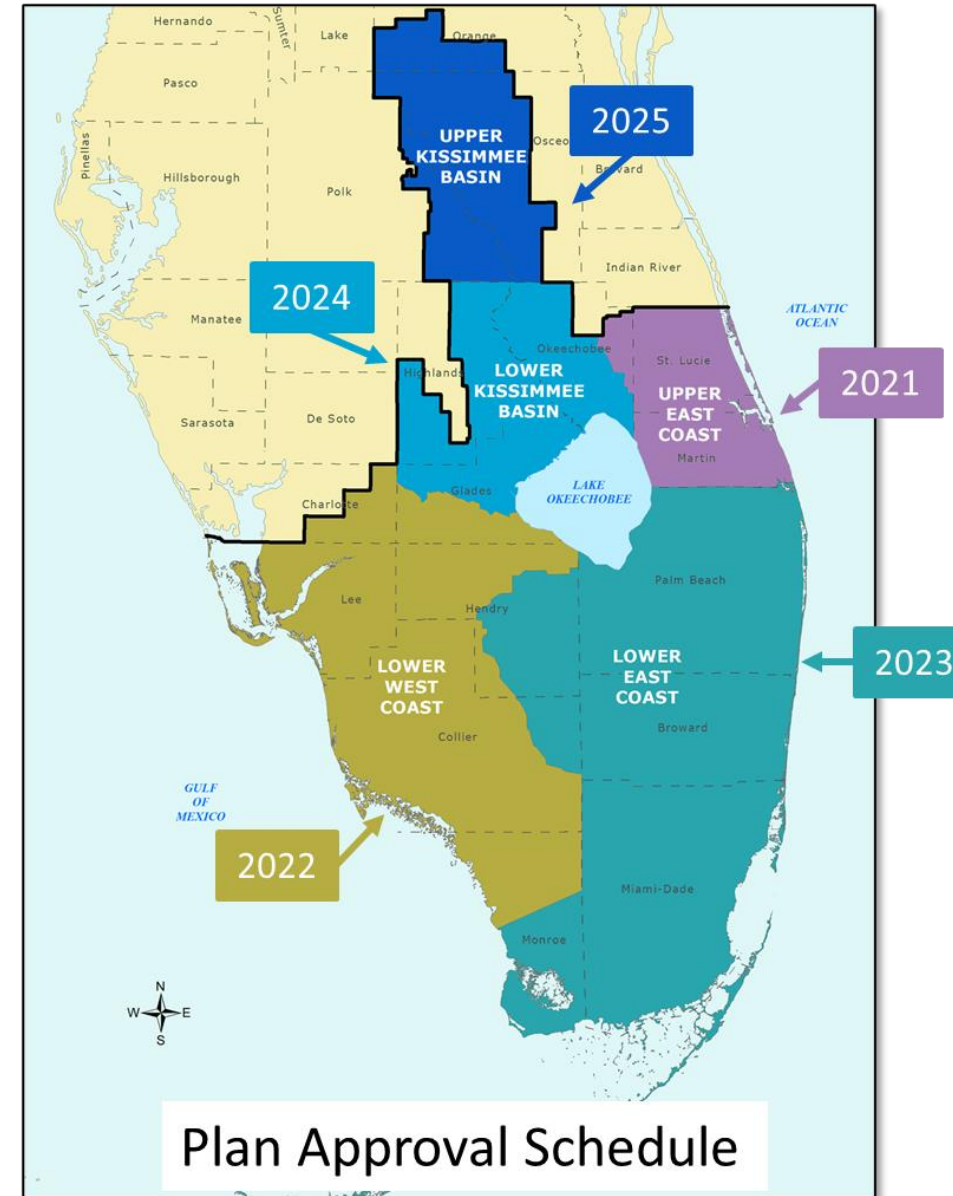 Hernando
Sumter
Lake
Orange
Pasco
2025
UPPER
KISSIMMEE
BASIN
Osceo
Brevard
Pinellas
Hillsborough
Polk
Indian River
2024
Manatee
ATLANTIC
OCEAN
Okeechobee
St. Lucie
Highlands
LOWER
KISSIMMEE
BASIN
2021
UPPER
EAST
COAST
Sarasota
De Soto
Martin
LAKE
OKEECHOBEE
Glades
Charlotte
Palm Beach
Lee
Hendry
LOWER
WEST
COAST
LOWER
EAST
COAST
2023
Collier
Broward
GULF
OF
MEXICO
2022
Miami-Dade
Monroe
N
W E
S
Plan Approval Schedule